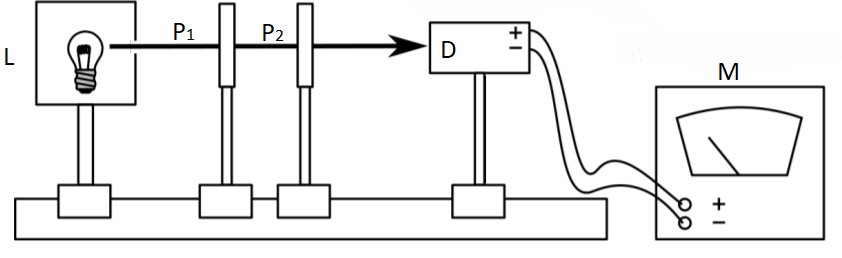 L
P1
P2
D
+
−
M
+
−